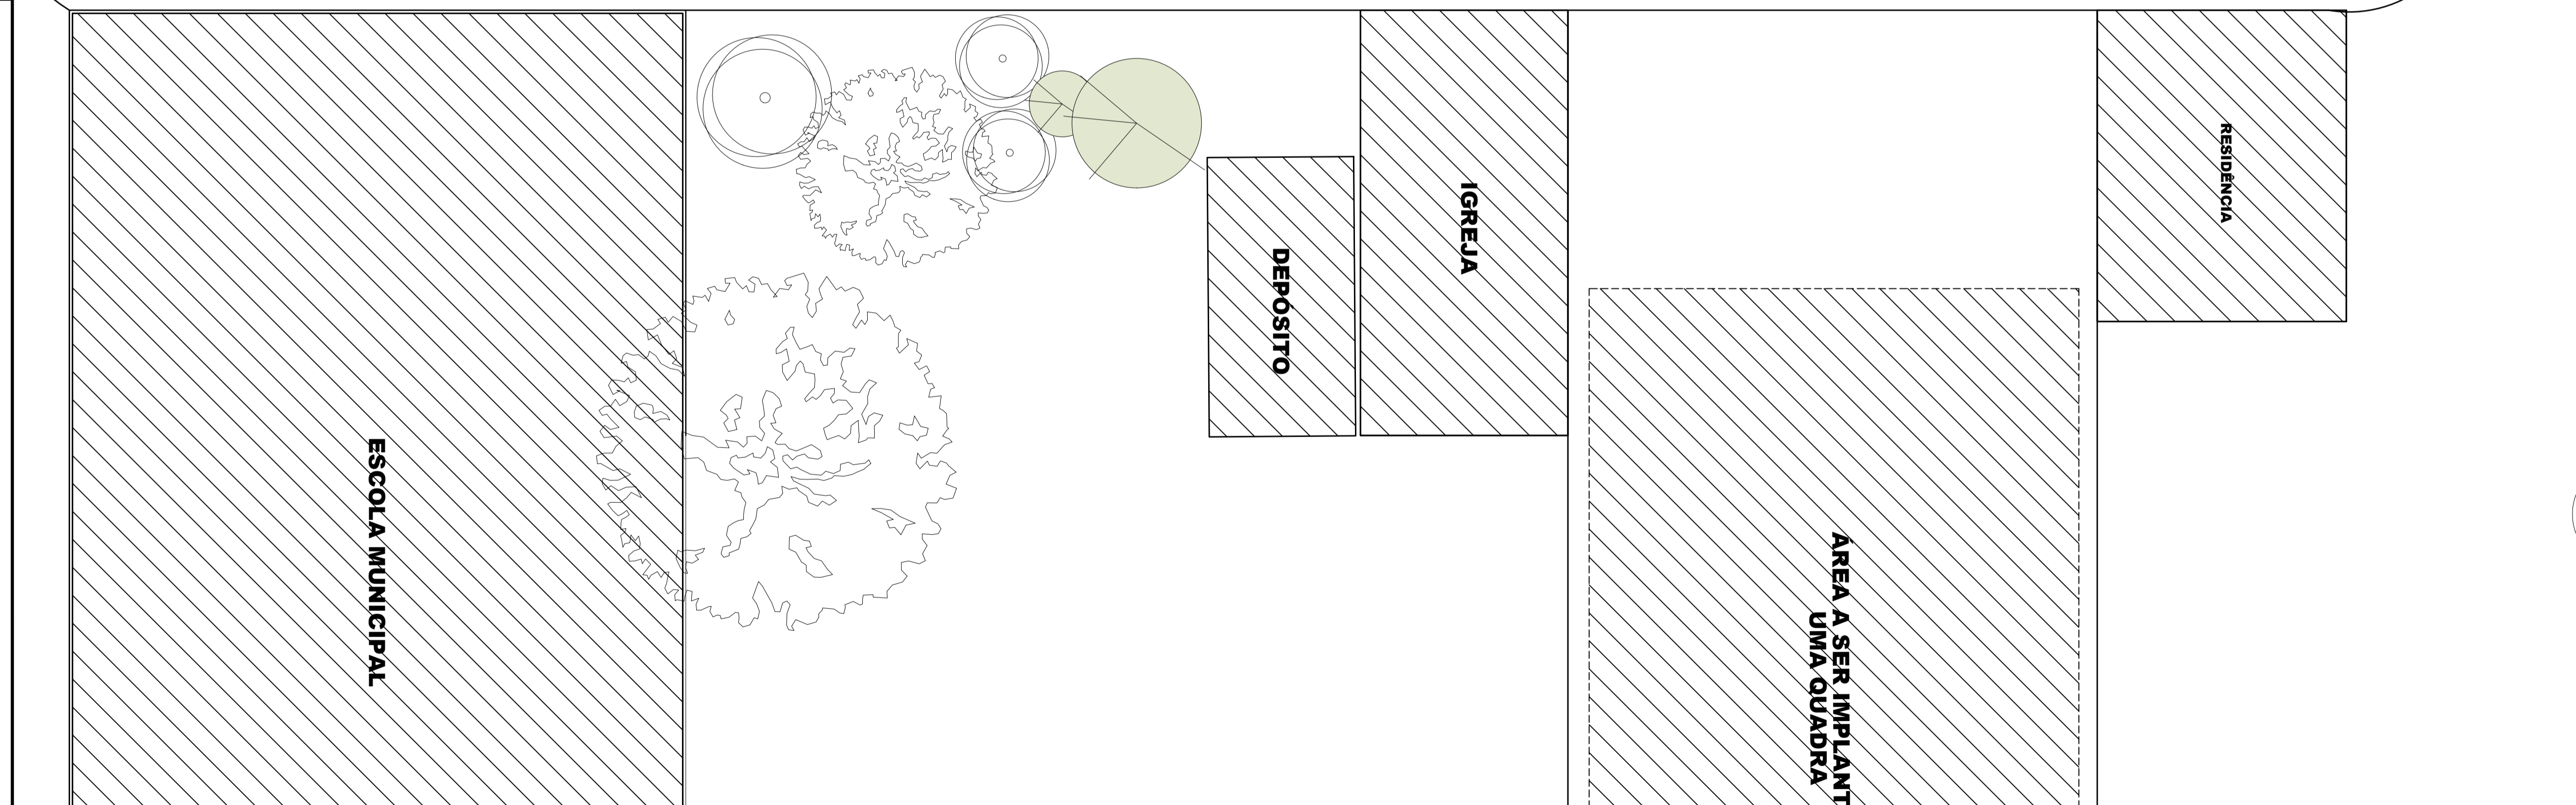 ESCOLA MUNICIPAL
DEPÓSITO
IGREJA
ÁREA A SER IMPLANT
UMA QUADRA
RESIDÊNCIA